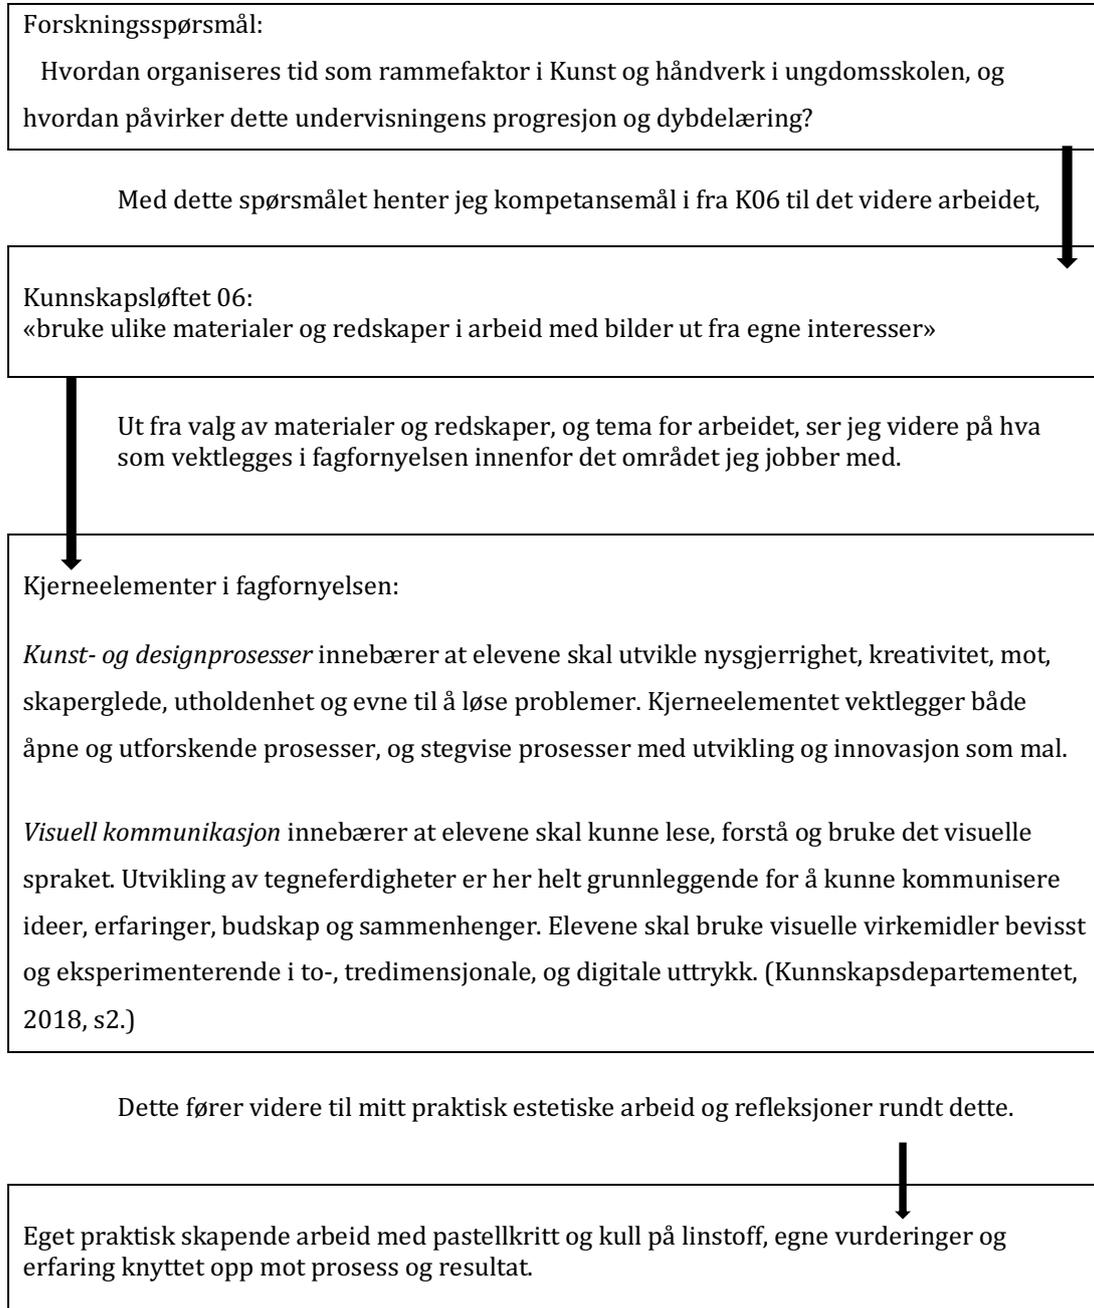 Forskningsspørsmål:
Hvordan organiseres tid som rammefaktor i Kunst og håndverk i ungdomsskolen, og
hvordan påvirker dette undervisningens progresjon og dybdelæring?
Med dette spørsmålet henter jeg kompetansemål i fra K06 til det videre arbeidet,
Kunnskapsløftet 06:
«bruke ulike materialer og redskaper i arbeid med bilder ut fra egne interesser»
Ut fra valg av materialer og redskaper, og tema for arbeidet, ser jeg videre på hva
som vektlegges i fagfornyelsen innenfor det området jeg jobber med.
Kjerneelementer i fagfornyelsen:
Kunst- og designprosesser innebærer at elevene skal utvikle nysgjerrighet, kreativitet, mot,
skaperglede, utholdenhet og evne til å løse problemer. Kjerneelementet vektlegger både
åpne og utforskende prosesser, og stegvise prosesser med utvikling og innovasjon som mal.
Visuell kommunikasjon innebærer at elevene skal kunne lese, forstå og bruke det visuelle
spraket. Utvikling av tegneferdigheter er her helt grunnleggende for å kunne kommunisere
ideer, erfaringer, budskap og sammenhenger. Elevene skal bruke visuelle virkemidler bevisst
og eksperimenterende i to-, tredimensjonale, og digitale uttrykk. (Kunnskapsdepartementet,
2018, s2.)
Dette fører videre til mitt praktisk estetiske arbeid og refleksjoner rundt dette.
Eget praktisk skapende arbeid med pastellkritt og kull på linstoff, egne vurderinger og
erfaring knyttet opp mot prosess og resultat.